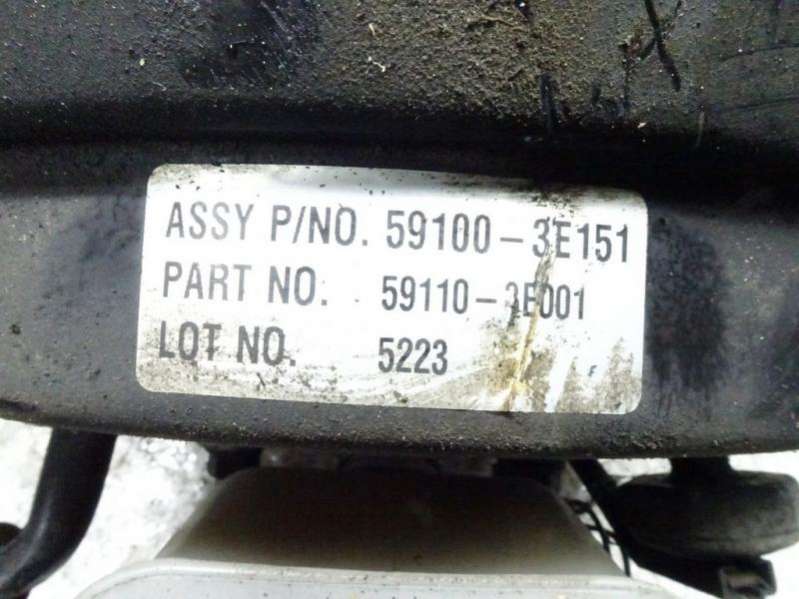 ASSY P/NO. 59100-3E151
PART NO. 59110-3E001
LOT NO. 5223